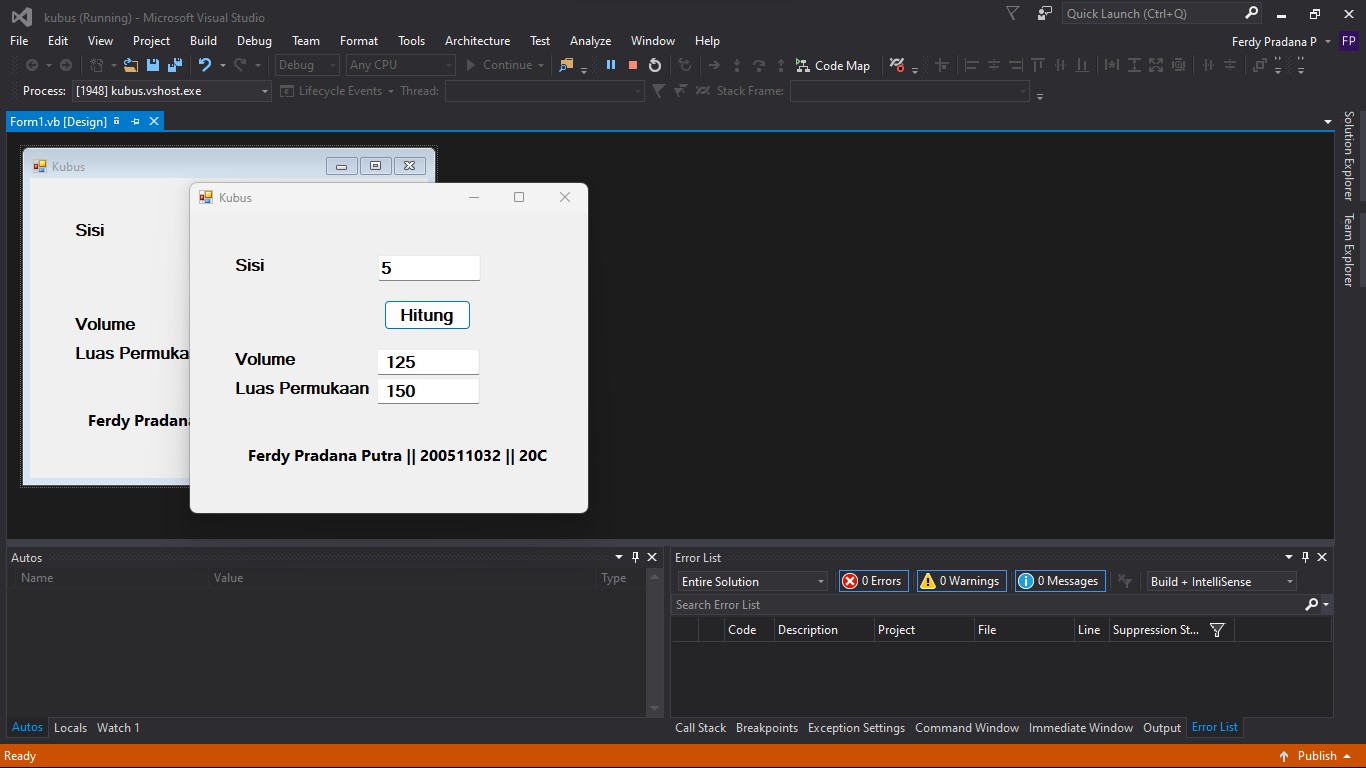 kubus (Running) - Microsoft Visual Studio
Quick Launch (Ctrl+Q)
File Edit View Project Build Debug Team Format Tools Architecture Test Analyze Window Help
Ferdy Pradana P FP
Debug Any CPU Continue Code Map
Process: [1948] kubus.vshost.exe Lifecycle Events Thread: Stack Frame:
Form1.vb [Design]
Solution Explorer
Team Explorer
Kubus
Sisi
Volume
Luas Permuka
Ferdy Pradana
Kubus
Sisi 5
Hitung
Volume 125
Luas Permukaan 150
Ferdy Pradana Putra || 200511032 || 20C
Autos
Name Value Type
Autos Locals Watch 1
Error List
Entire Solution 0 Errors 0 Warnings 0 Messages Build + IntelliSense
Search Error List
Code Description Project File Line Suppression St...
Call Stack Breakpoints Exception Settings Command Window Immediate Window Output Error List
Ready Publish